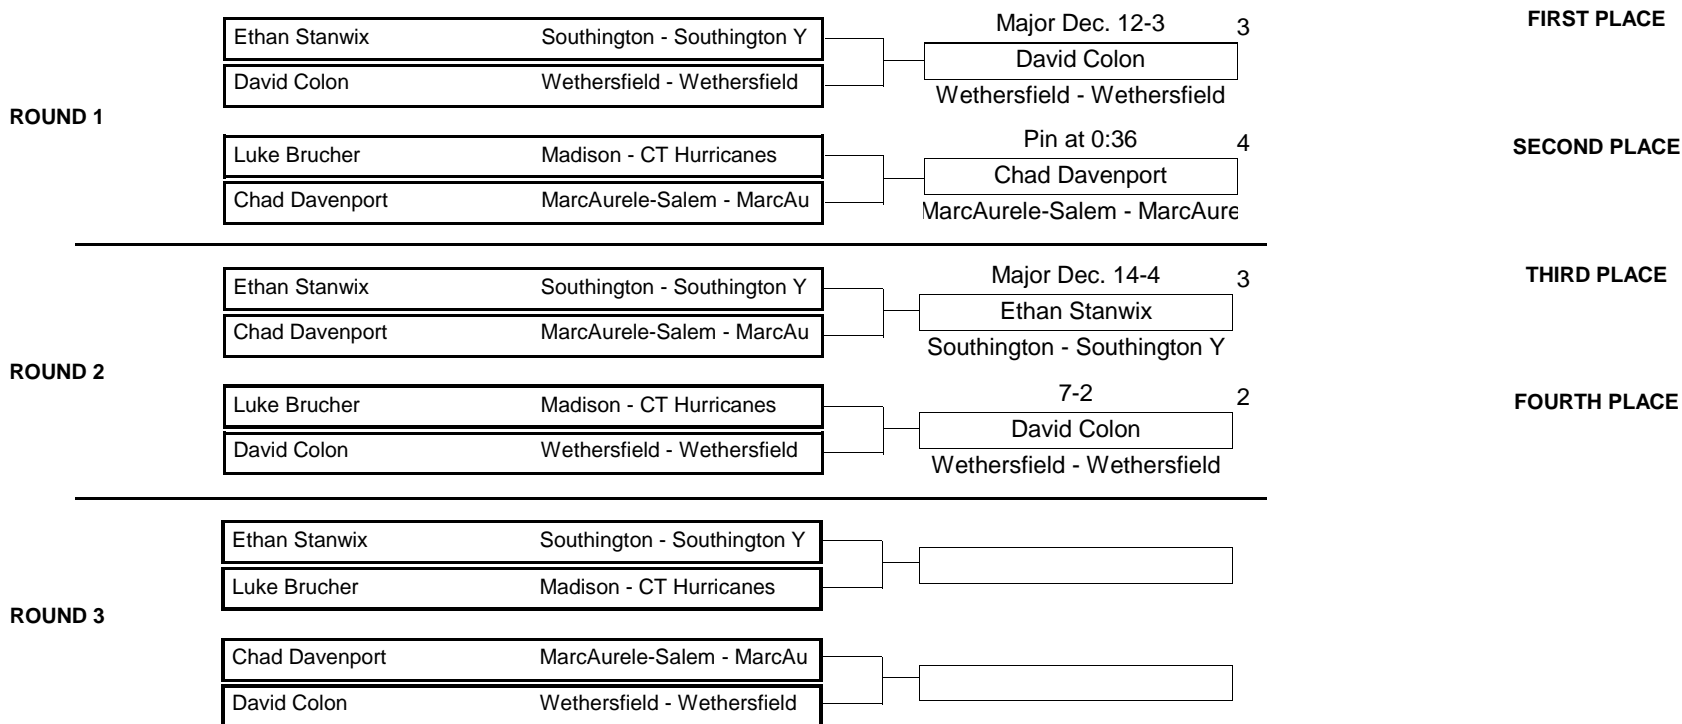 Ethan Stanwix Southington - Southington Y
David Colon Wethersfield - Wethersfield
Major Dec. 12-3 3
David Colon
Wethersfield - Wethersfield
FIRST PLACE
ROUND 1
Luke Brucher Madison - CT Hurricanes
Chad Davenport MarcAurele-Salem - MarcAu
Pin at 0:36 4
Chad Davenport
MarcAurele-Salem - MarcAure
SECOND PLACE
Ethan Stanwix Southington - Southington Y
Chad Davenport MarcAurele-Salem - MarcAu
Major Dec. 14-4 3
Ethan Stanwix
Southington - Southington Y
THIRD PLACE
ROUND 2
Luke Brucher Madison - CT Hurricanes
David Colon Wethersfield - Wethersfield
7-2 2
David Colon
Wethersfield - Wethersfield
FOURTH PLACE
Ethan Stanwix Southington - Southington Y
Luke Brucher Madison - CT Hurricanes
ROUND 3
Chad Davenport MarcAurele-Salem - MarcAu
David Colon Wethersfield - Wethersfield